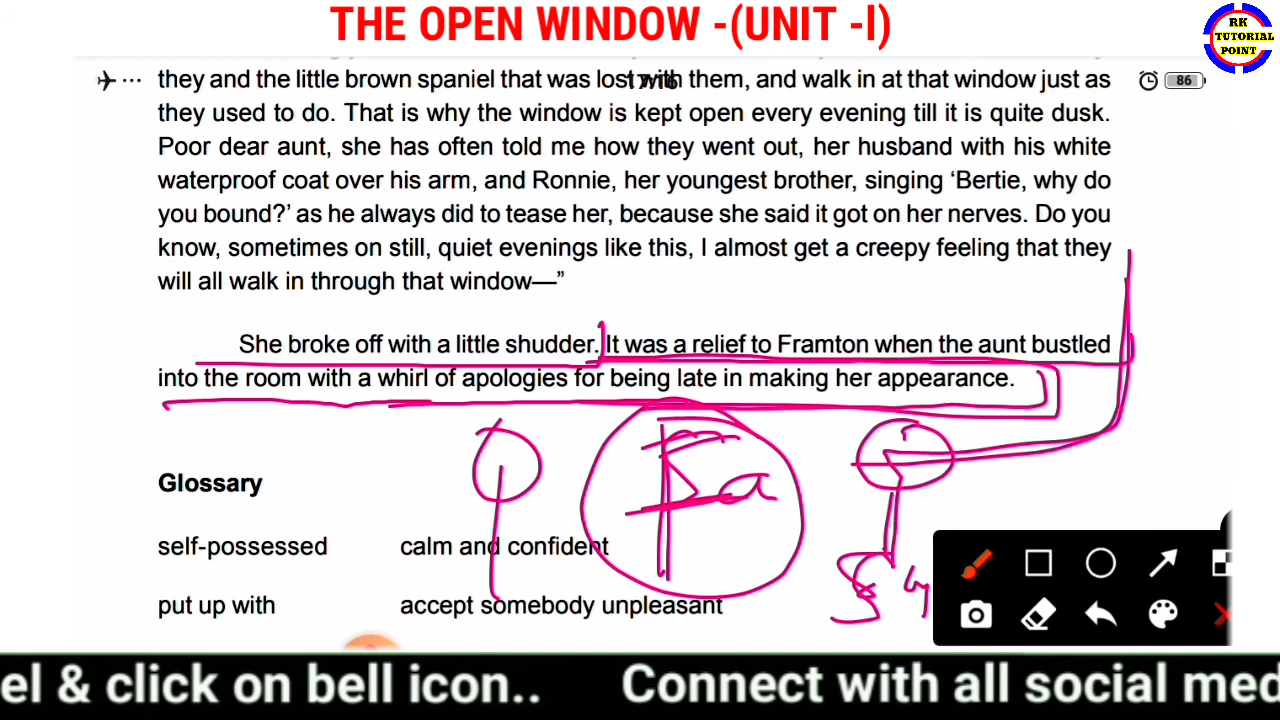 THE OPEN WINDOW -(UNIT -I)
RK
TUTORIAL
POINT
they and the little brown spaniel that was lost with them, and walk in at that window just as
86
they used to do. That is why the window is kept open every evening till it is quite dusk.
Poor dear aunt, she has often told me how they went out, her husband with his white
waterproof coat over his arm, and Ronnie, her youngest brother, singing ‘Bertie, why do
you bound?’ as he always did to tease her, because she said it got on her nerves. Do you
know, sometimes on still, quiet evenings like this, I almost get a creepy feeling that they
will all walk in through that window—”
She broke off with a little shudder. It was a relief to Framton when the aunt bustled
into the room with a whirl of apologies for being late in making her appearance.
Glossary
self-possessed calm and confident
put up with accept somebody unpleasant
el & click on bell icon.. Connect with all social med